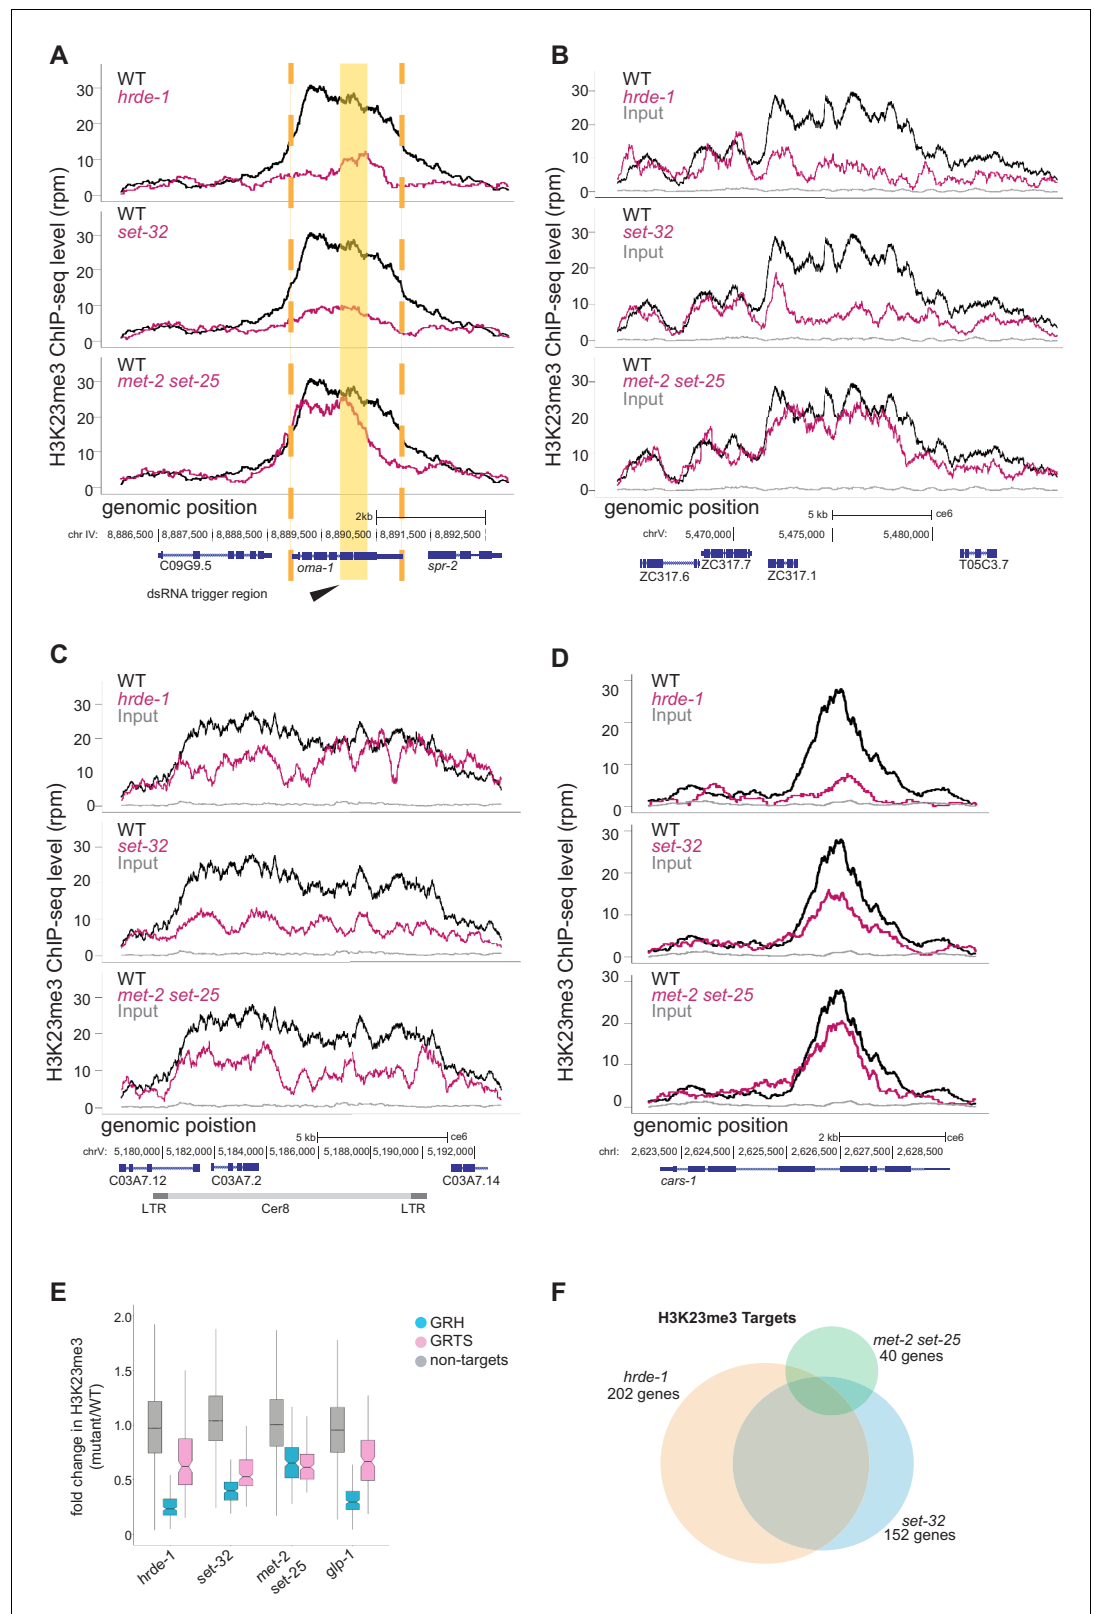 A
H3K23me3 ChIP-seq level (rpm)
WT
hrde-1
30
20
10
0
WT
set-32
30
20
10
0
WT
met-2 set-25
30
20
10
0
genomic position
2kb
chr IV: 8,886,500 8,887,500 8,888,500 8,889,500 8,890,500 8,891,500 8,892,500
C09G9.5
oma-1
spr-2
dsRNA trigger region
B
H3K23me3 ChIP-seq level (rpm)
WT
hrde-1
Input
30
20
10
0
WT
set-32
Input
30
20
10
0
WT
met-2 set-25
Input
30
20
10
0
genomic position
5 kb
ce6
chrV: 5,470,000 5,475,000 5,480,000
ZC317.6
ZC317.7
ZC317.1
T05C3.7
C
H3K23me3 ChIP-seq level (rpm)
WT
hrde-1
Input
30
20
10
0
WT
set-32
Input
30
20
10
0
WT
met-2 set-25
Input
30
20
10
0
genomic postition
5 kb
ce6
chrV: 5,180,000 5,182,000 5,184,000 5,186,000 5,188,000 5,190,000 5,192,000
C03A7.12
C03A7.2
C03A7.14
LTR
Cer8
LTR
D
H3K23me3 ChIP-seq level (rpm)
WT
hrde-1
Input
30
20
10
0
WT
set-32
Input
30
20
10
0
WT
met-2 set-25
Input
30
20
10
0
genomic position
2 kb
ce6
chrI: 2,623,500 2,624,500 2,625,500 2,626,500 2,627,500 2,628,500
cars-1
E
fold change in H3K23me3
(mutant/WT)
2.0
1.5
1.0
0.5
0
GRH
GRTS
non-targets
hrde-1
set-32
met-2
set-25
glp-1
F
H3K23me3 Targets
met-2 set-25
40 genes
hrde-1
202 genes
set-32
152 genes